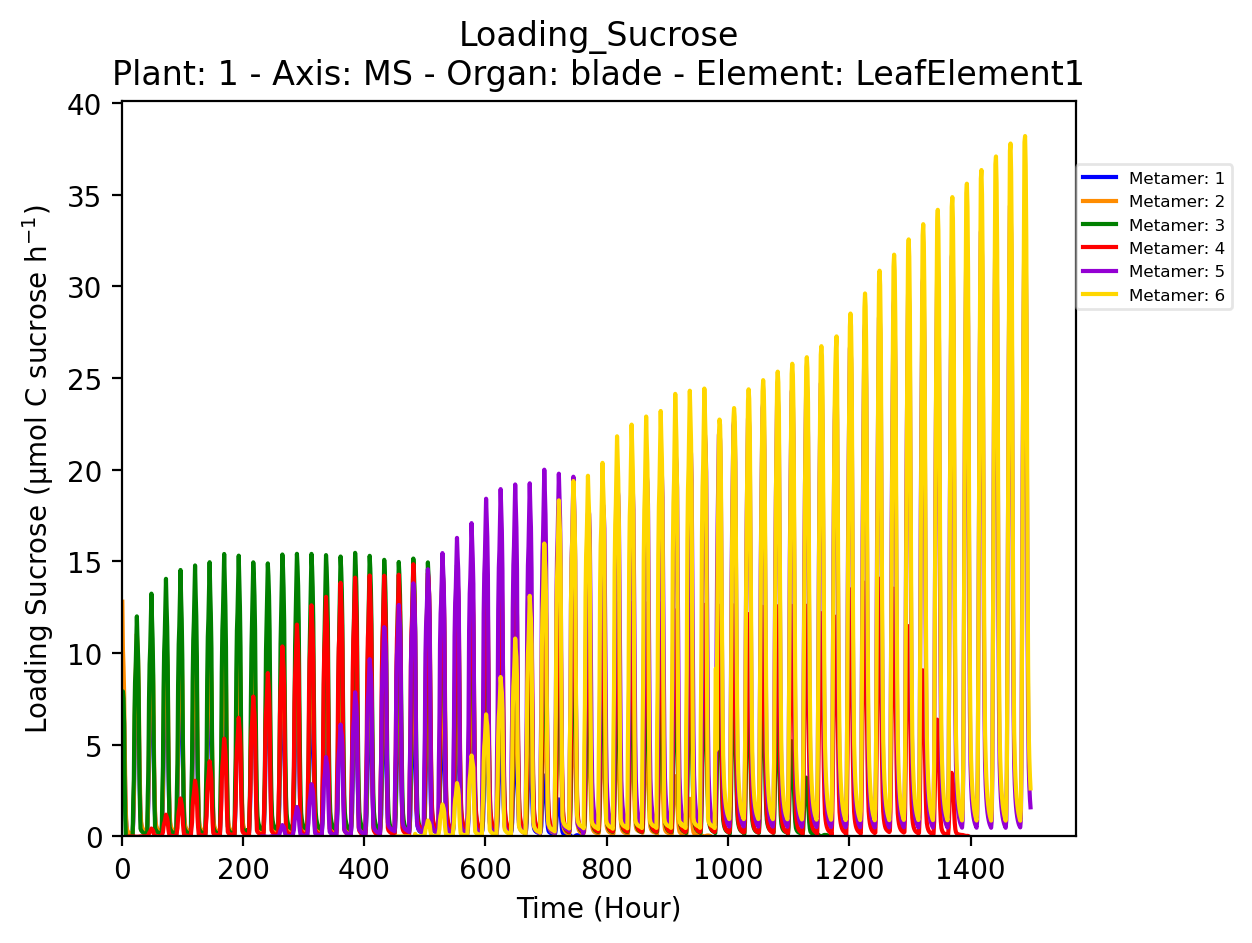 Loading_Sucrose
Plant: 1 - Axis: MS - Organ: blade - Element: LeafElement1
Loading Sucrose (µmol C sucrose h⁻¹)
40
35
30
25
20
15
10
5
0
0 200 400 600 800 1000 1200 1400
Time (Hour)
Metamer: 1
Metamer: 2
Metamer: 3
Metamer: 4
Metamer: 5
Metamer: 6